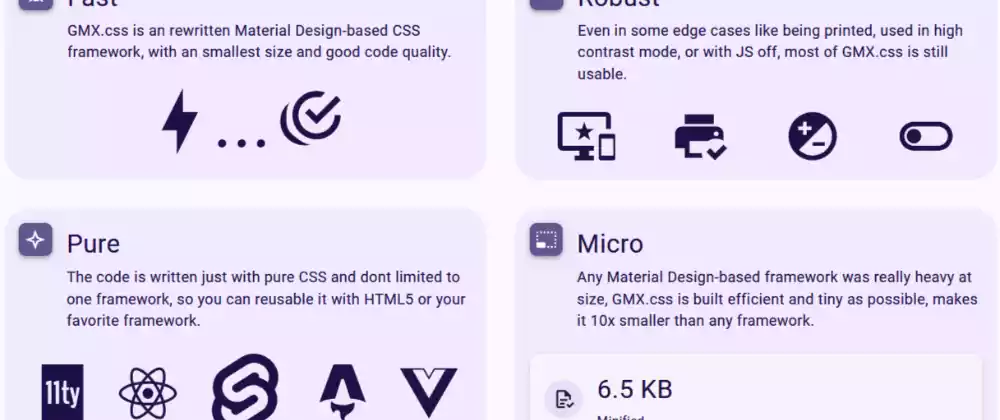 Fast
GMX.css is an rewritten Material Design-based CSS
framework, with an smallest size and good code quality.
Robust
Even in some edge cases like being printed, used in high
contrast mode, or with JS off, most of GMX.css is still
usable.
Pure
The code is written just with pure CSS and dont limited to
one framework, so you can reusable it with HTML5 or your
favorite framework.
11ty
Micro
Any Material Design-based framework was really heavy at
size, GMX.css is built efficient and tiny as possible, makes
it 10x smaller than any framework.
6.5 KB
Minified